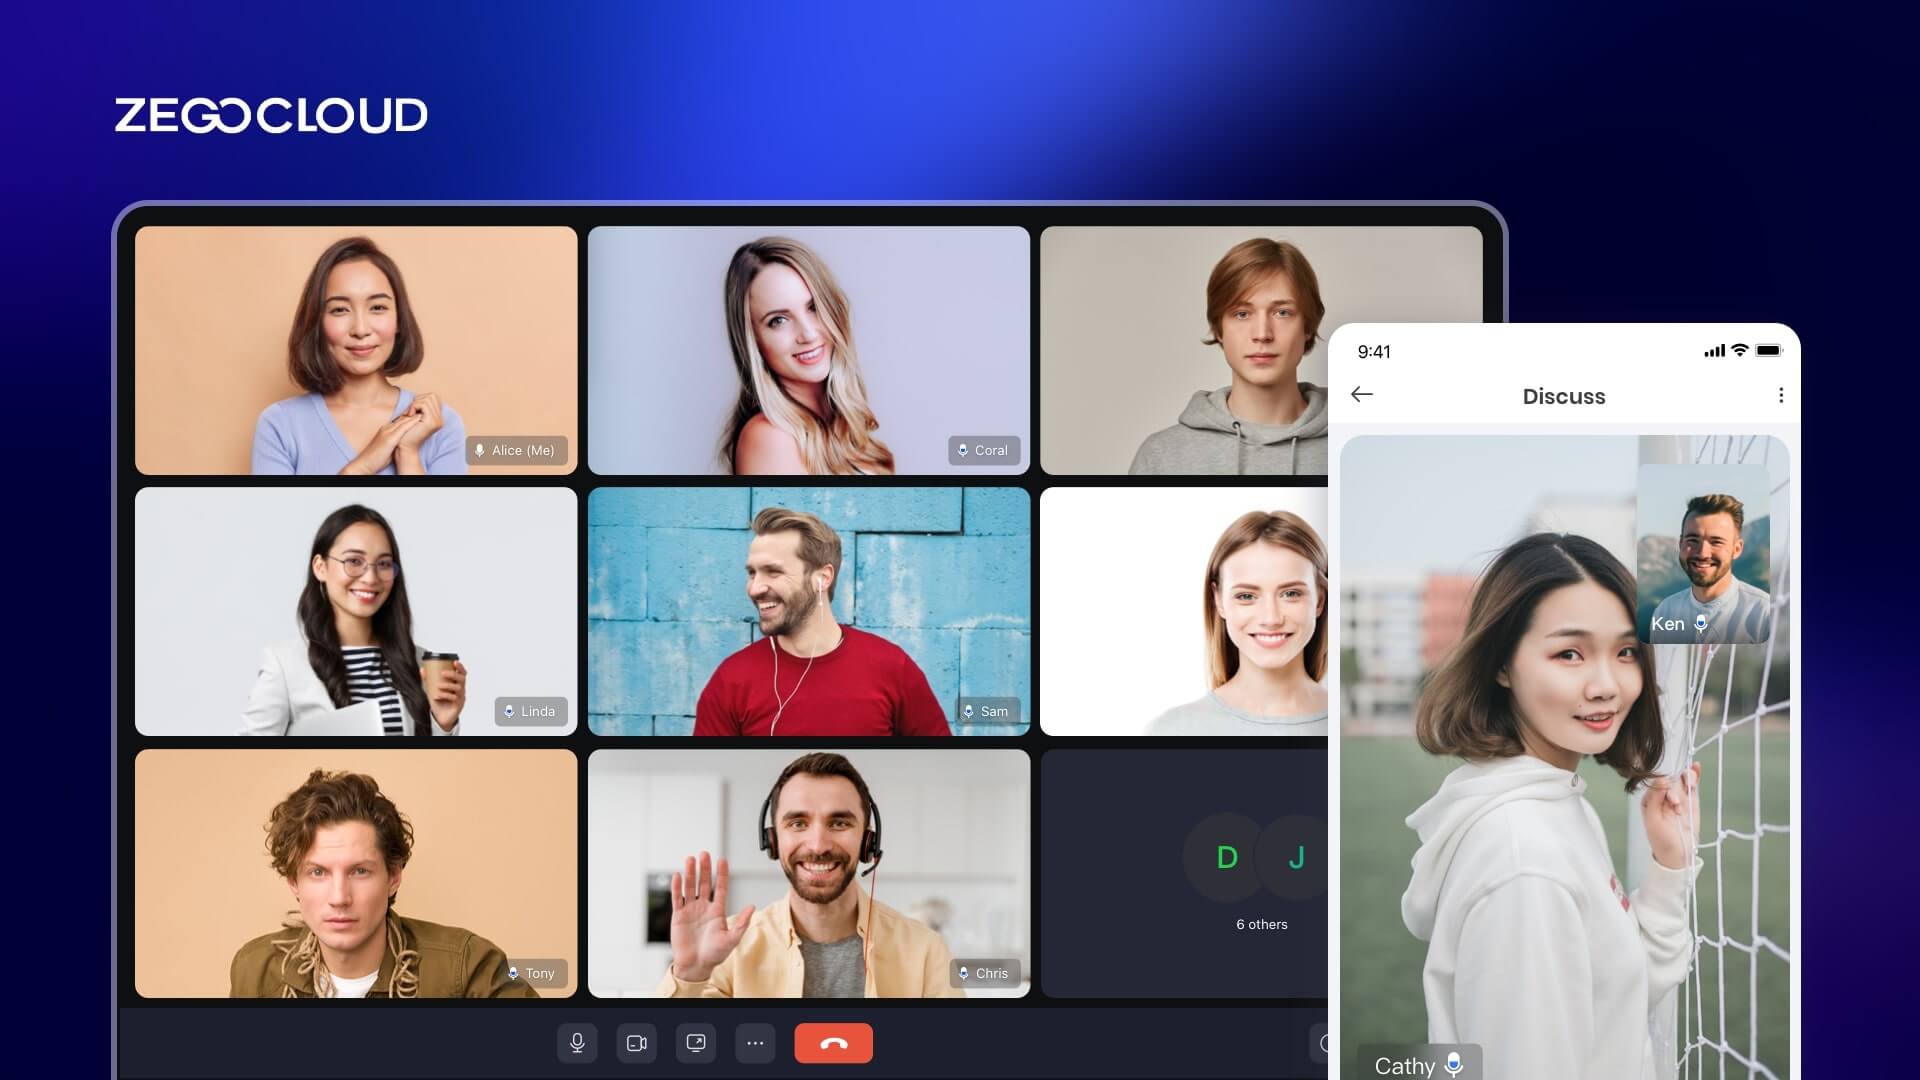 ZEGOCLOUD
Alice (Me)
Coral
Linda
Sam
Tony
Chris
D J
6 others
9:41
Discuss
Ken
Cathy